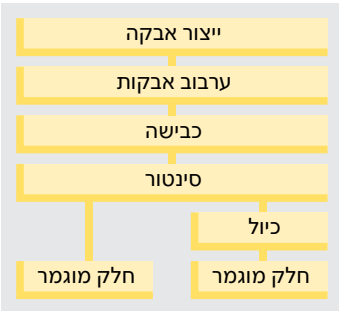 ייצור אבקה
ערבוב אבקות
כבישה
סינטור
כיול
חלק מוגמר
חלק מוגמר